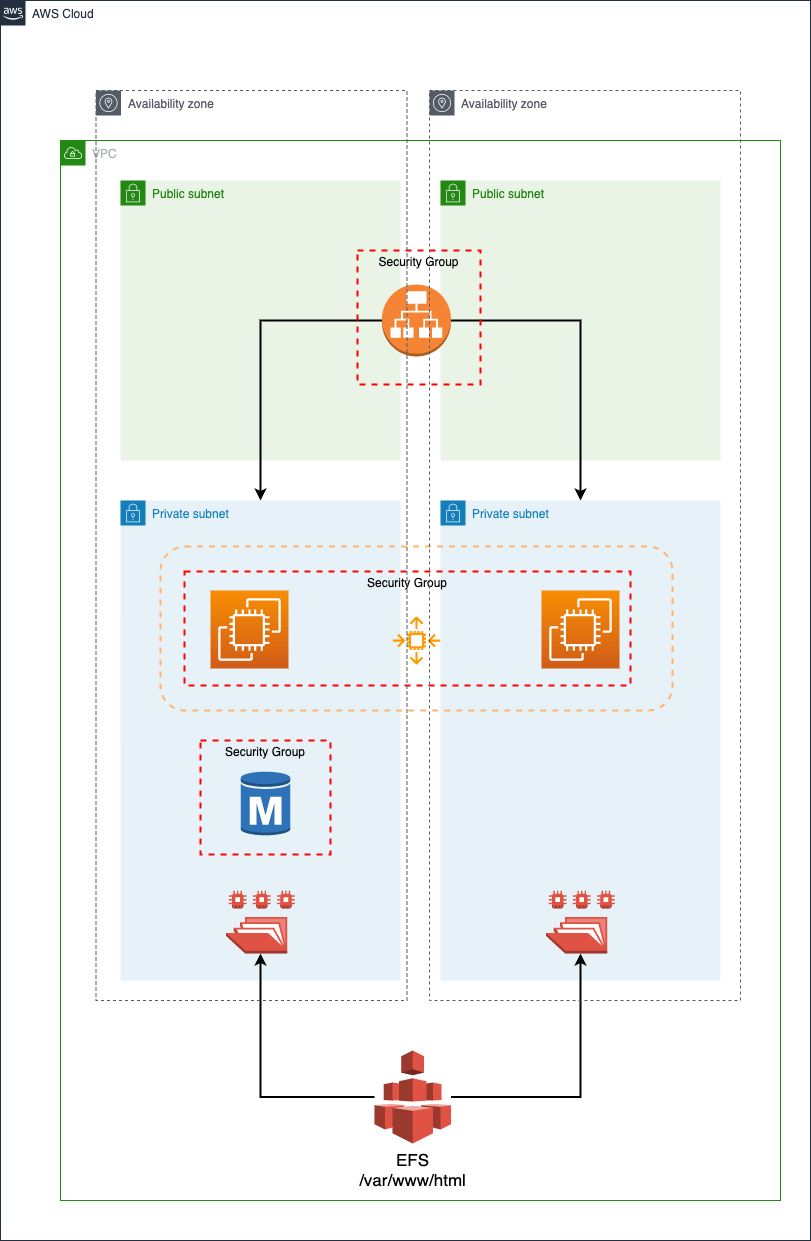 aws
AWS Cloud
Availability zone
Availability zone
VPC
Public subnet
Public subnet
Security Group
Private subnet
Private subnet
Security Group
Security Group
M
EFS
/var/www/html